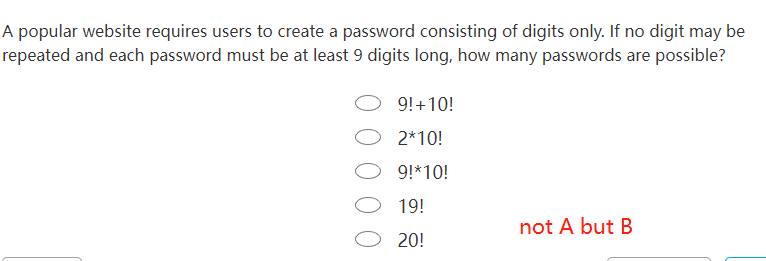 A popular website requires users to create a password consisting of digits only. If no digit may be
repeated and each password must be at least 9 digits long, how many passwords are possible?
9!+10!
2*10!
9!*10!
19!
not A but B
20!